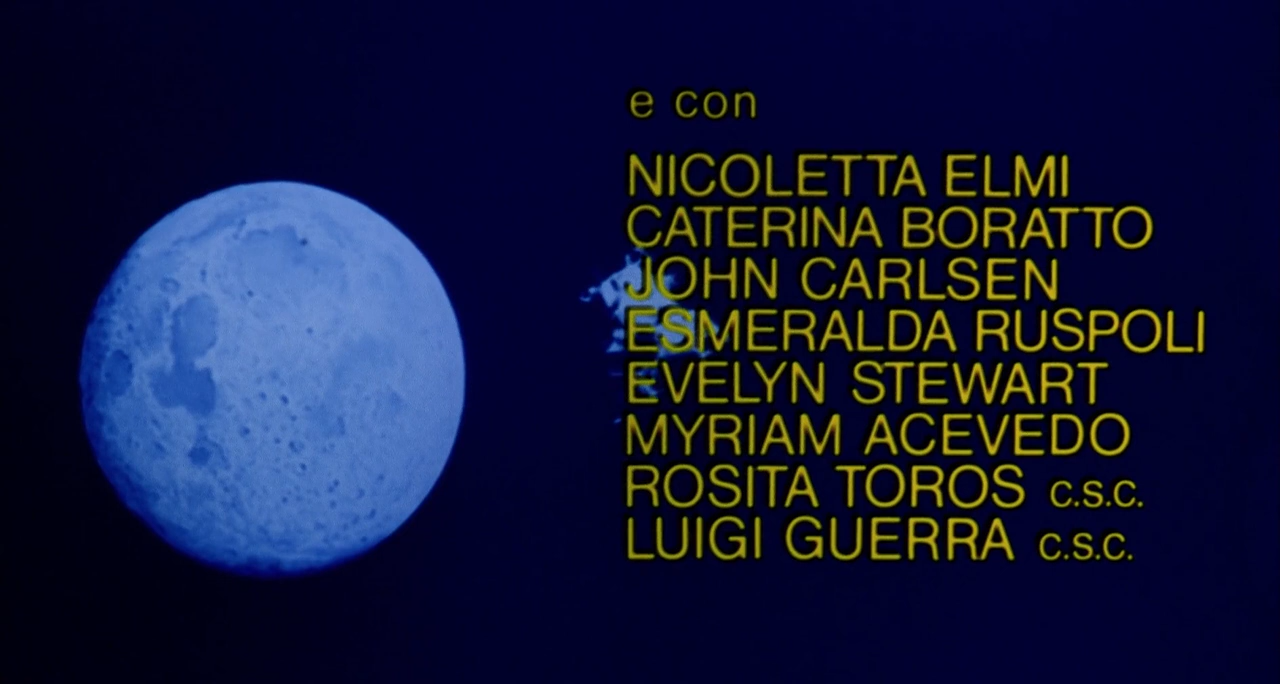 e con
NICOLETTA ELMI
CATERINA BORATTO
JOHN CARLSEN
ESMERALDA RUSPOLI
EVELYN STEWART
MYRIAM ACEVEDO
ROSITA TOROS C.S.C.
LUIGI GUERRA C.S.C.